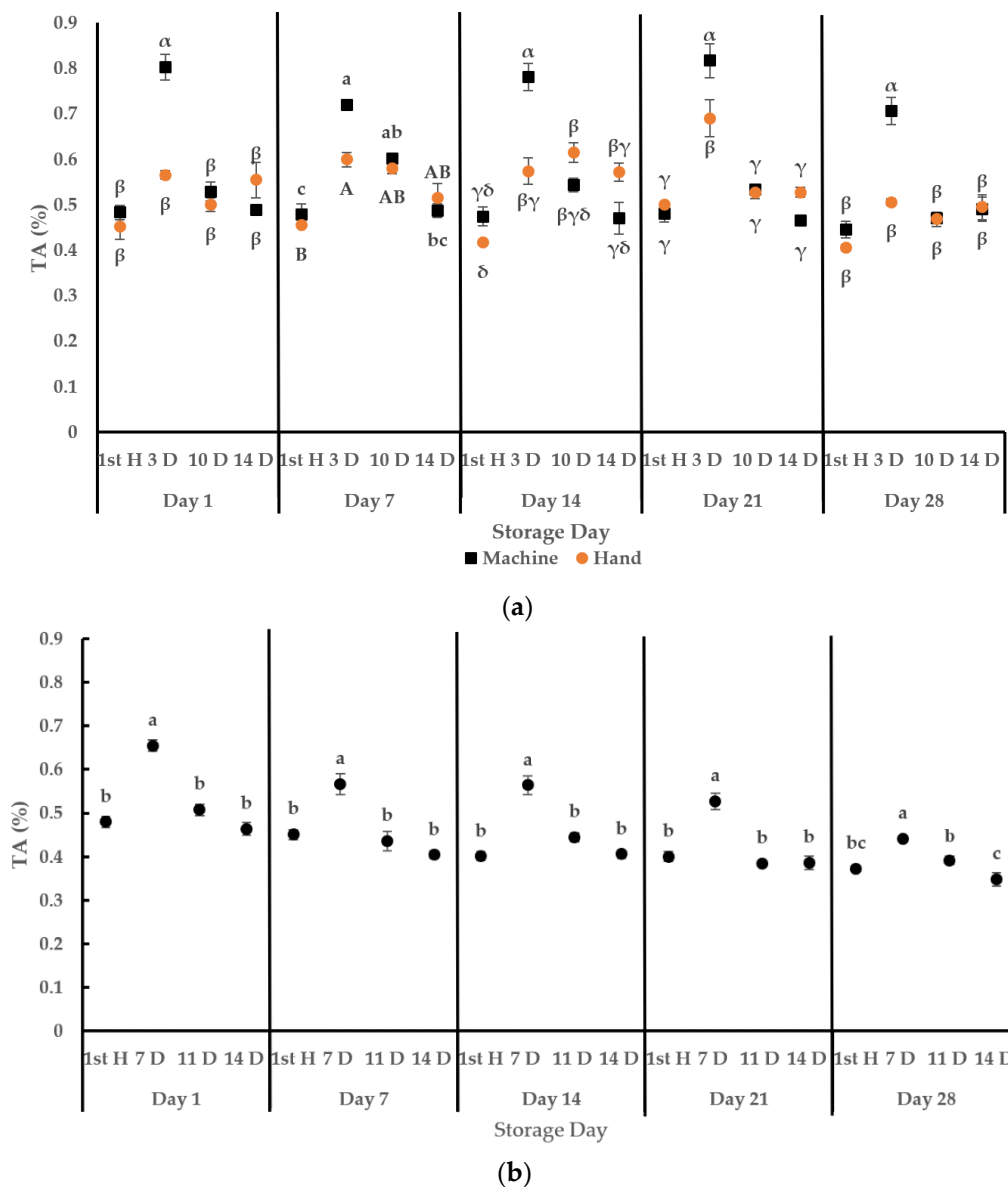 0.9
α α α
0.8
a α
0.7
β β ab β
0.6
β β AB βγ γ γ
c A γδ γ β β β
0.5
β β β AB βγ βγδ β β
TA (%)
0.4
β B bc δ γδ γ γ γ β β β
0.3
0.2
0.1
0
1st H 3 D 10 D 14 D 1st H 3 D 10 D 14 D 1st H 3 D 10 D 14 D 1st H 3 D 10 D 14 D 1st H 3 D 10 D 14 D
Day 1 Day 7 Day 14 Day 21 Day 28
Storage Day
Machine Hand
(a)
0.9
0.8
a
0.7
a a
0.6
b b b a
0.5
b b b b b b b b b bc a b c
TA (%)
0.4
0.3
0.2
0.1
0
1st H 7 D 11 D 14 D 1st H 7 D 11 D 14 D 1st H 7 D 11 D 14 D 1st H 7 D 11 D 14 D 1st H 7 D 11 D 14 D
Day 1 Day 7 Day 14 Day 21 Day 28
Storage Day
(b)